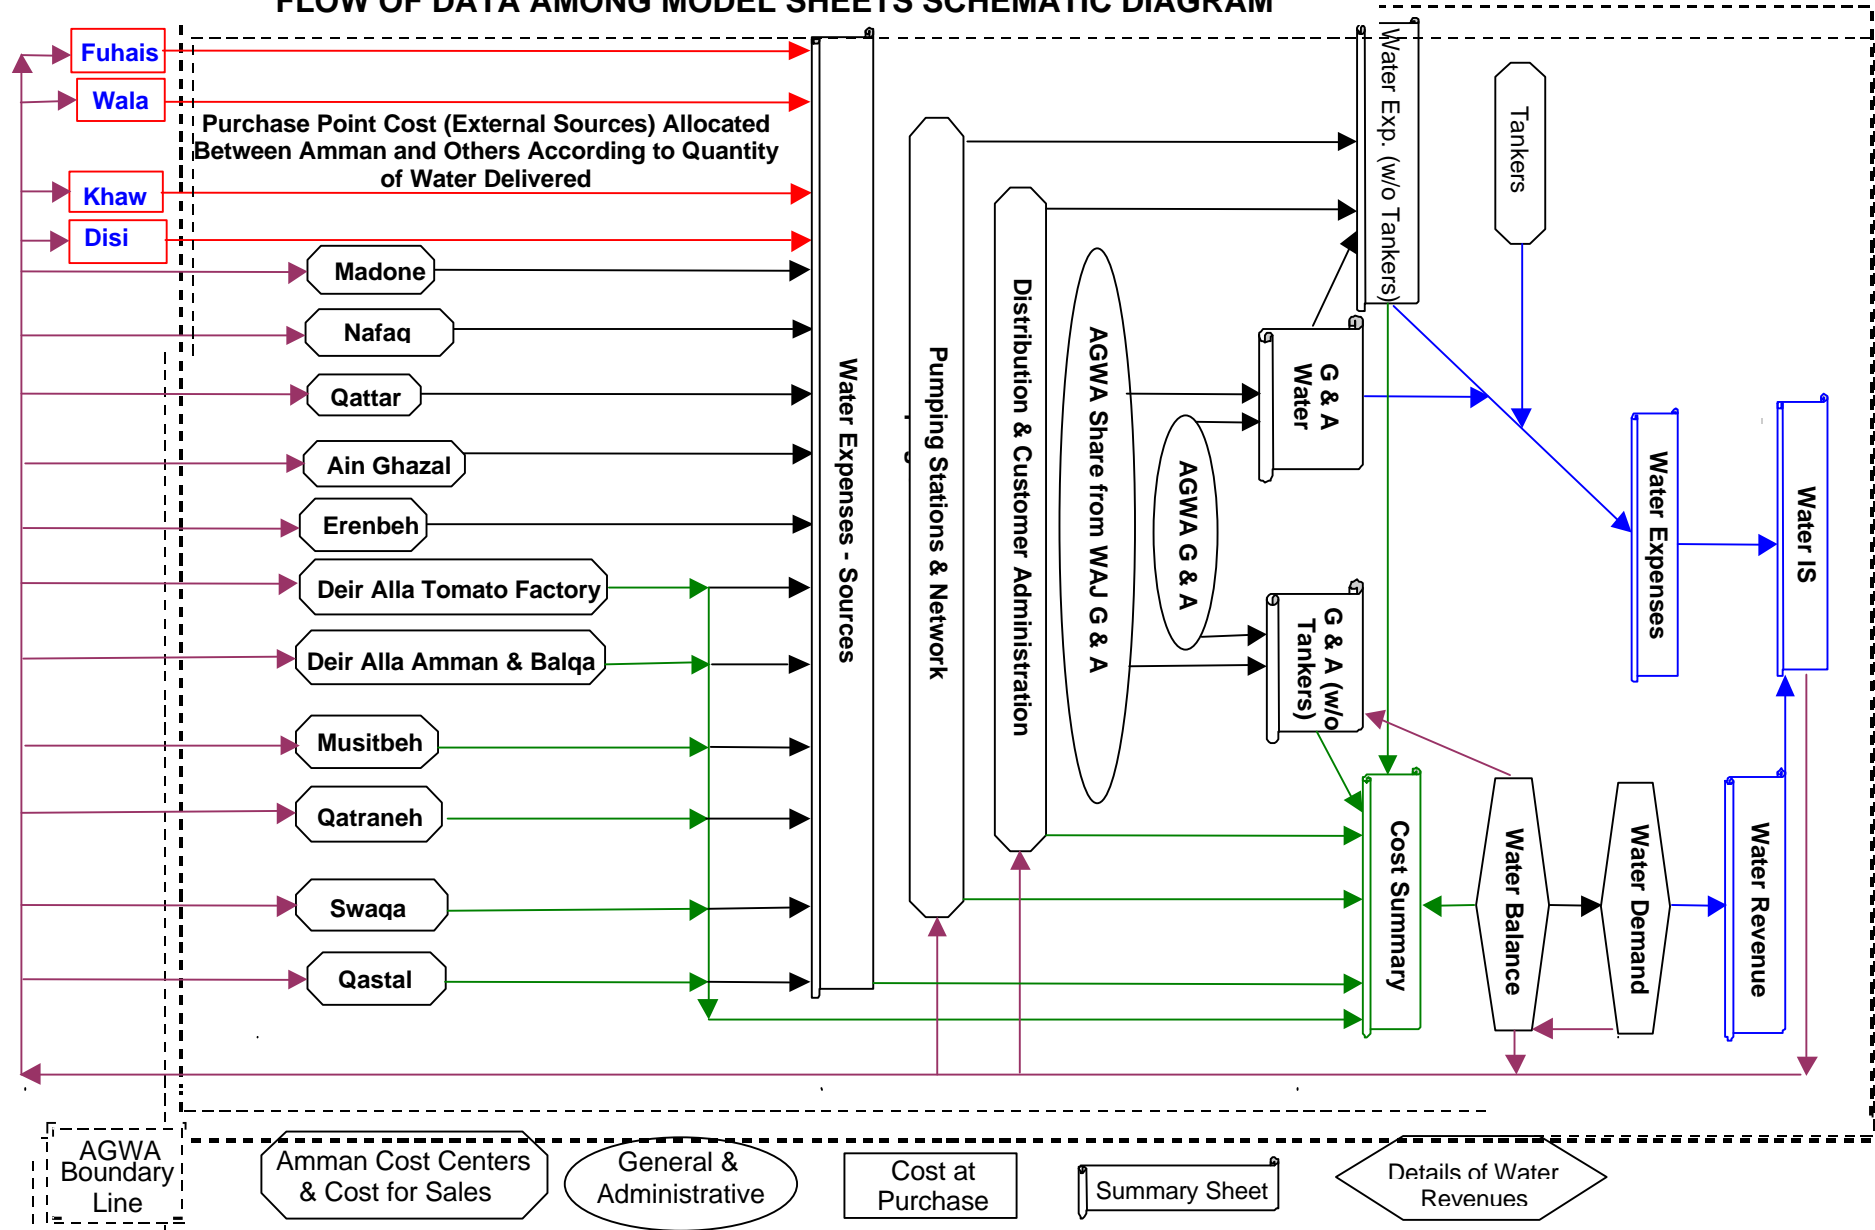 FLOW OF DATA AMONG MODEL SHEETS SCHEMATIC DIAGRAM
Fuhais
Wala
Purchase Point Cost (External Sources) Allocated
Between Amman and Others According to Quantity
of Water Delivered
Khaw
Disi
Madone
Nafaq
Qattar
Ain Ghazal
Erenbeh
Deir Alla Tomato Factory
Deir Alla Amman & Balqa
Musitbeh
Qatraneh
Swaqa
Qastal
Water Expenses - Sources
Pumping Stations & Network
Distribution & Customer Administration
AGWA Share from WAJ G & A
AGWA G & A
G & A
Water
G & A (w/o
Tankers)
Water Exp. (w/o Tankers)
Tankers
Water Expenses
Water IS
Cost Summary
Water Balance
Water Demand
Water Revenue
AGWA
Boundary
Line
Amman Cost Centers
& Cost for Sales
General &
Administrative
Cost at
Purchase
Summary Sheet
Details of Water
Revenues